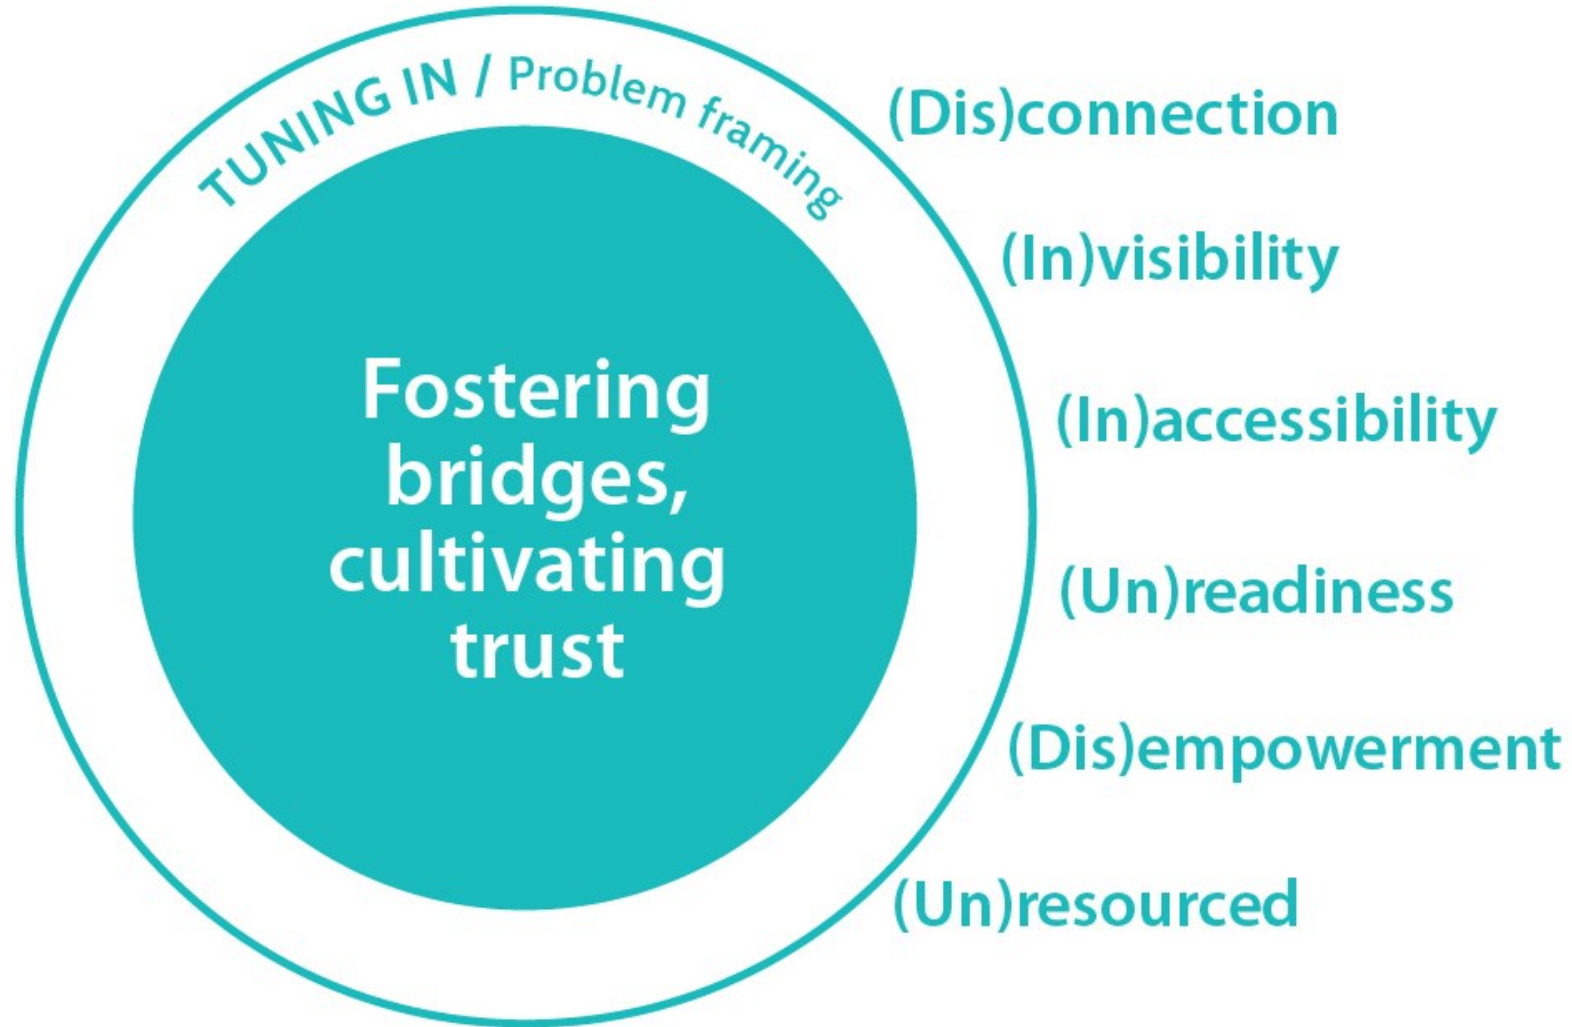 TUNING IN / Problem framing
Fostering
bridges,
cultivating
trust
(Dis)connection
(In)visibility
(In)accessibility
(Un)readiness
(Dis)empowerment
(Un)resourced